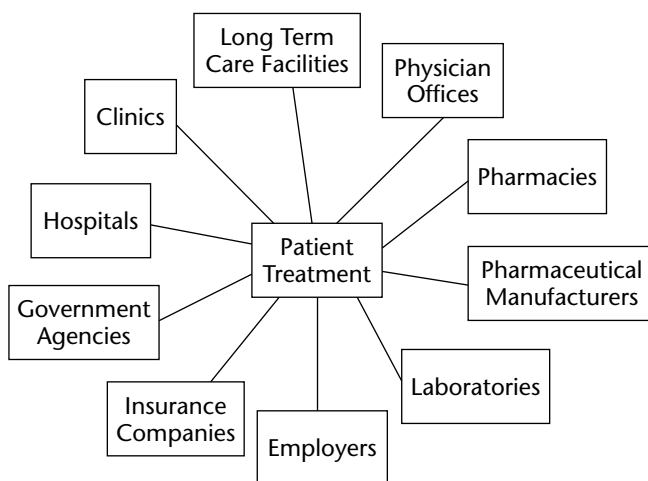 Long Term
Care Facilities
Physician
Offices
Clinics
Pharmacies
Hospitals
Patient
Treatment
Pharmaceutical
Manufacturers
Government
Agencies
Laboratories
Insurance
Companies
Employers